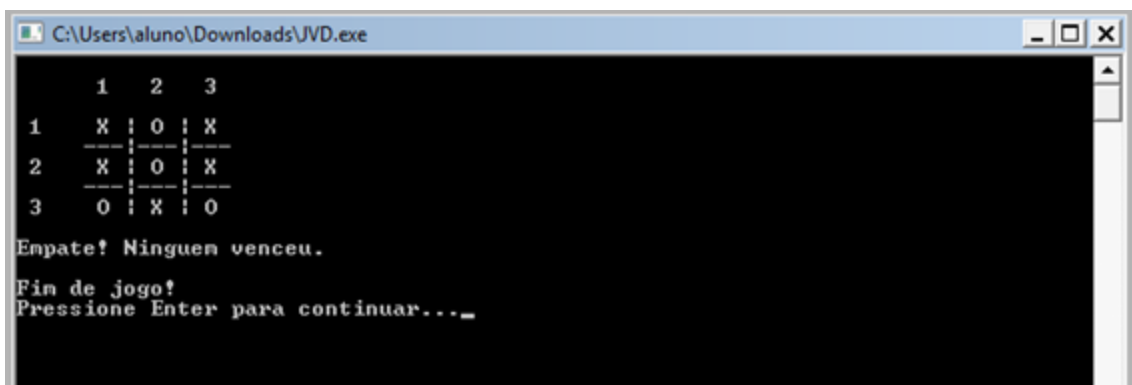 C:\Users\aluno\Downloads\JVD.exe
1 2 3
1 X ¦ O ¦ X
---¦---¦---
2 X ¦ O ¦ X
---¦---¦---
3 O ¦ X ¦ O
Empate! Ninguem venceu.
Fim de jogo!
Pressione Enter para continuar..._